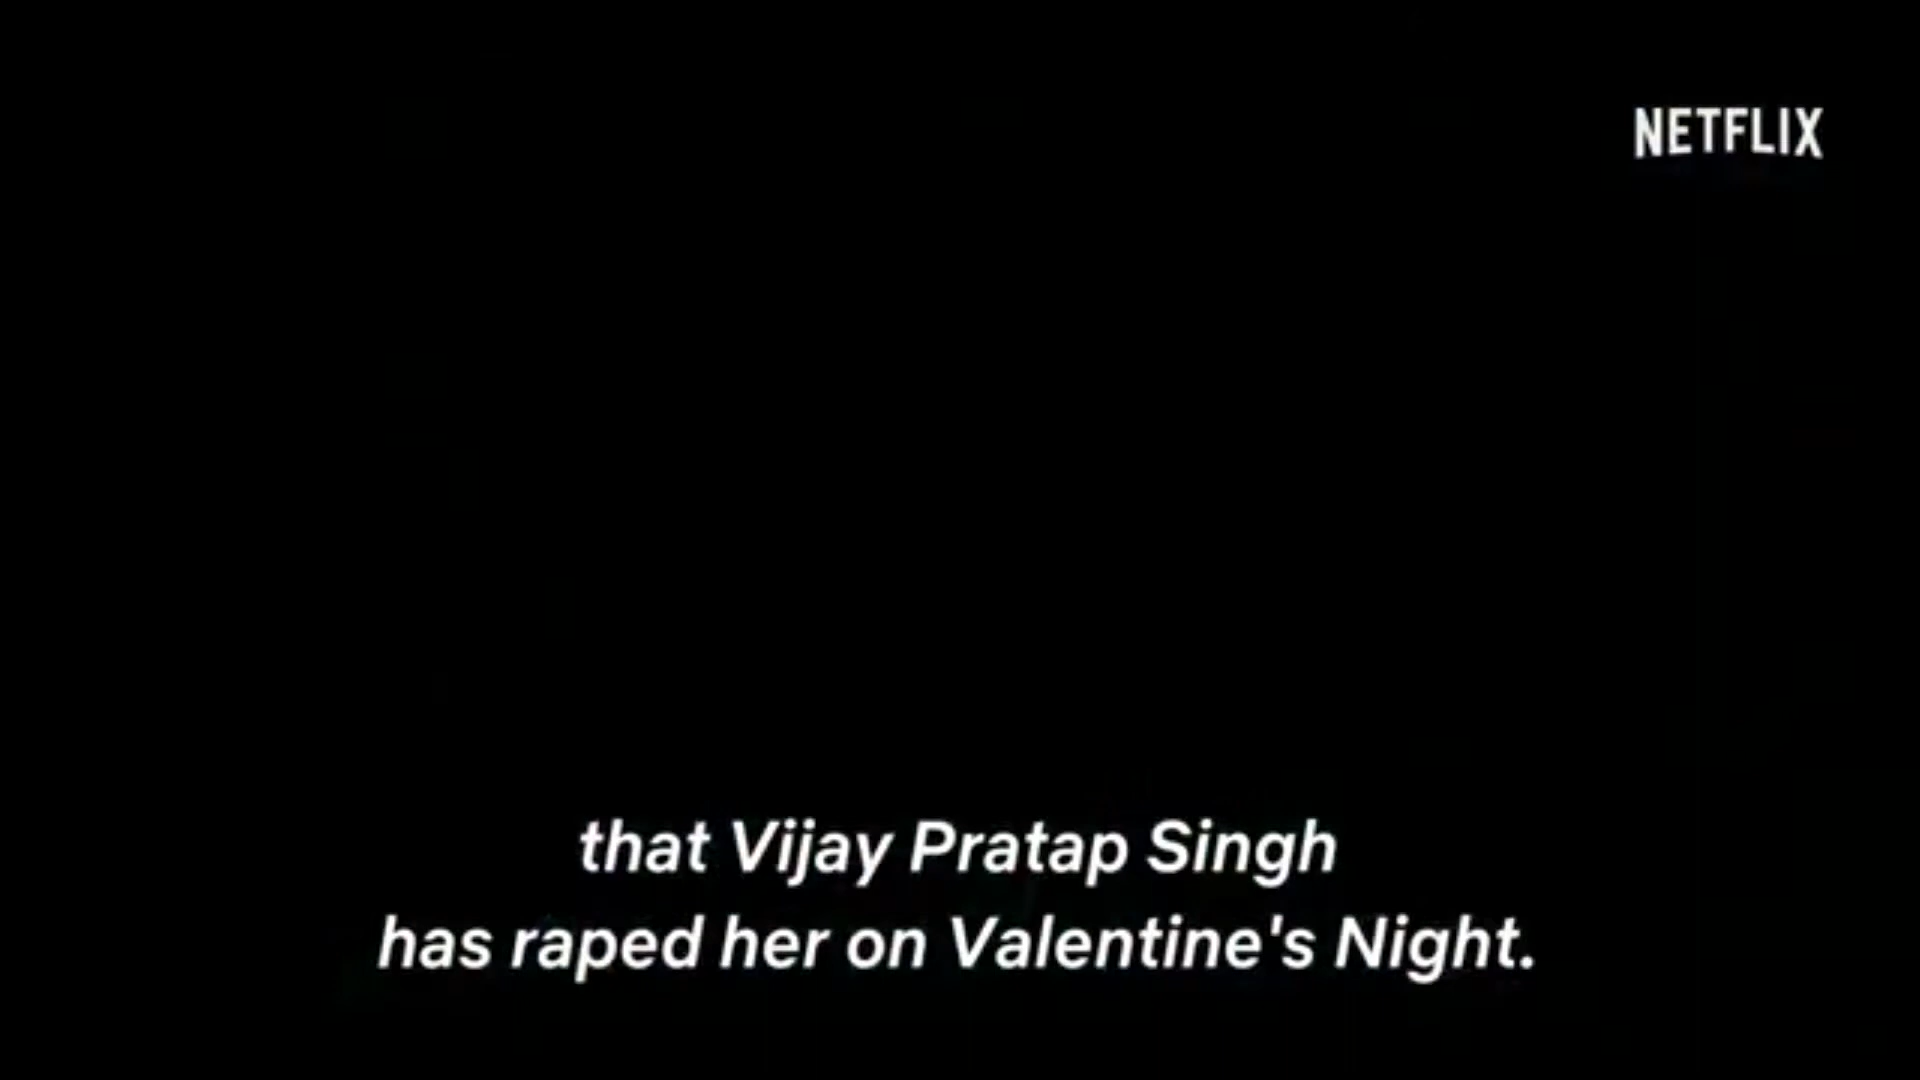 NETFLIX
that Vijay Pratap Singh
has raped her on Valentine's Night.